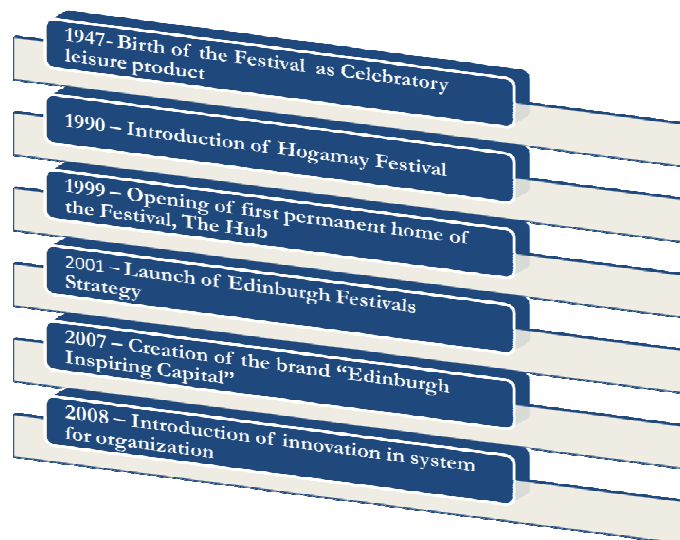 1947- Birth of the Festival as Celebratory
leisure product
1990 – Introduction of Hogamay Festival
1999 – Opening of first permanent home of
the Festival, The Hub
2001 – Launch of Edinburgh Festivals
Strategy
2007 – Creation of the brand “Edinburgh
Inspiring Capital”
2008 – Introduction of innovation in system
for organization